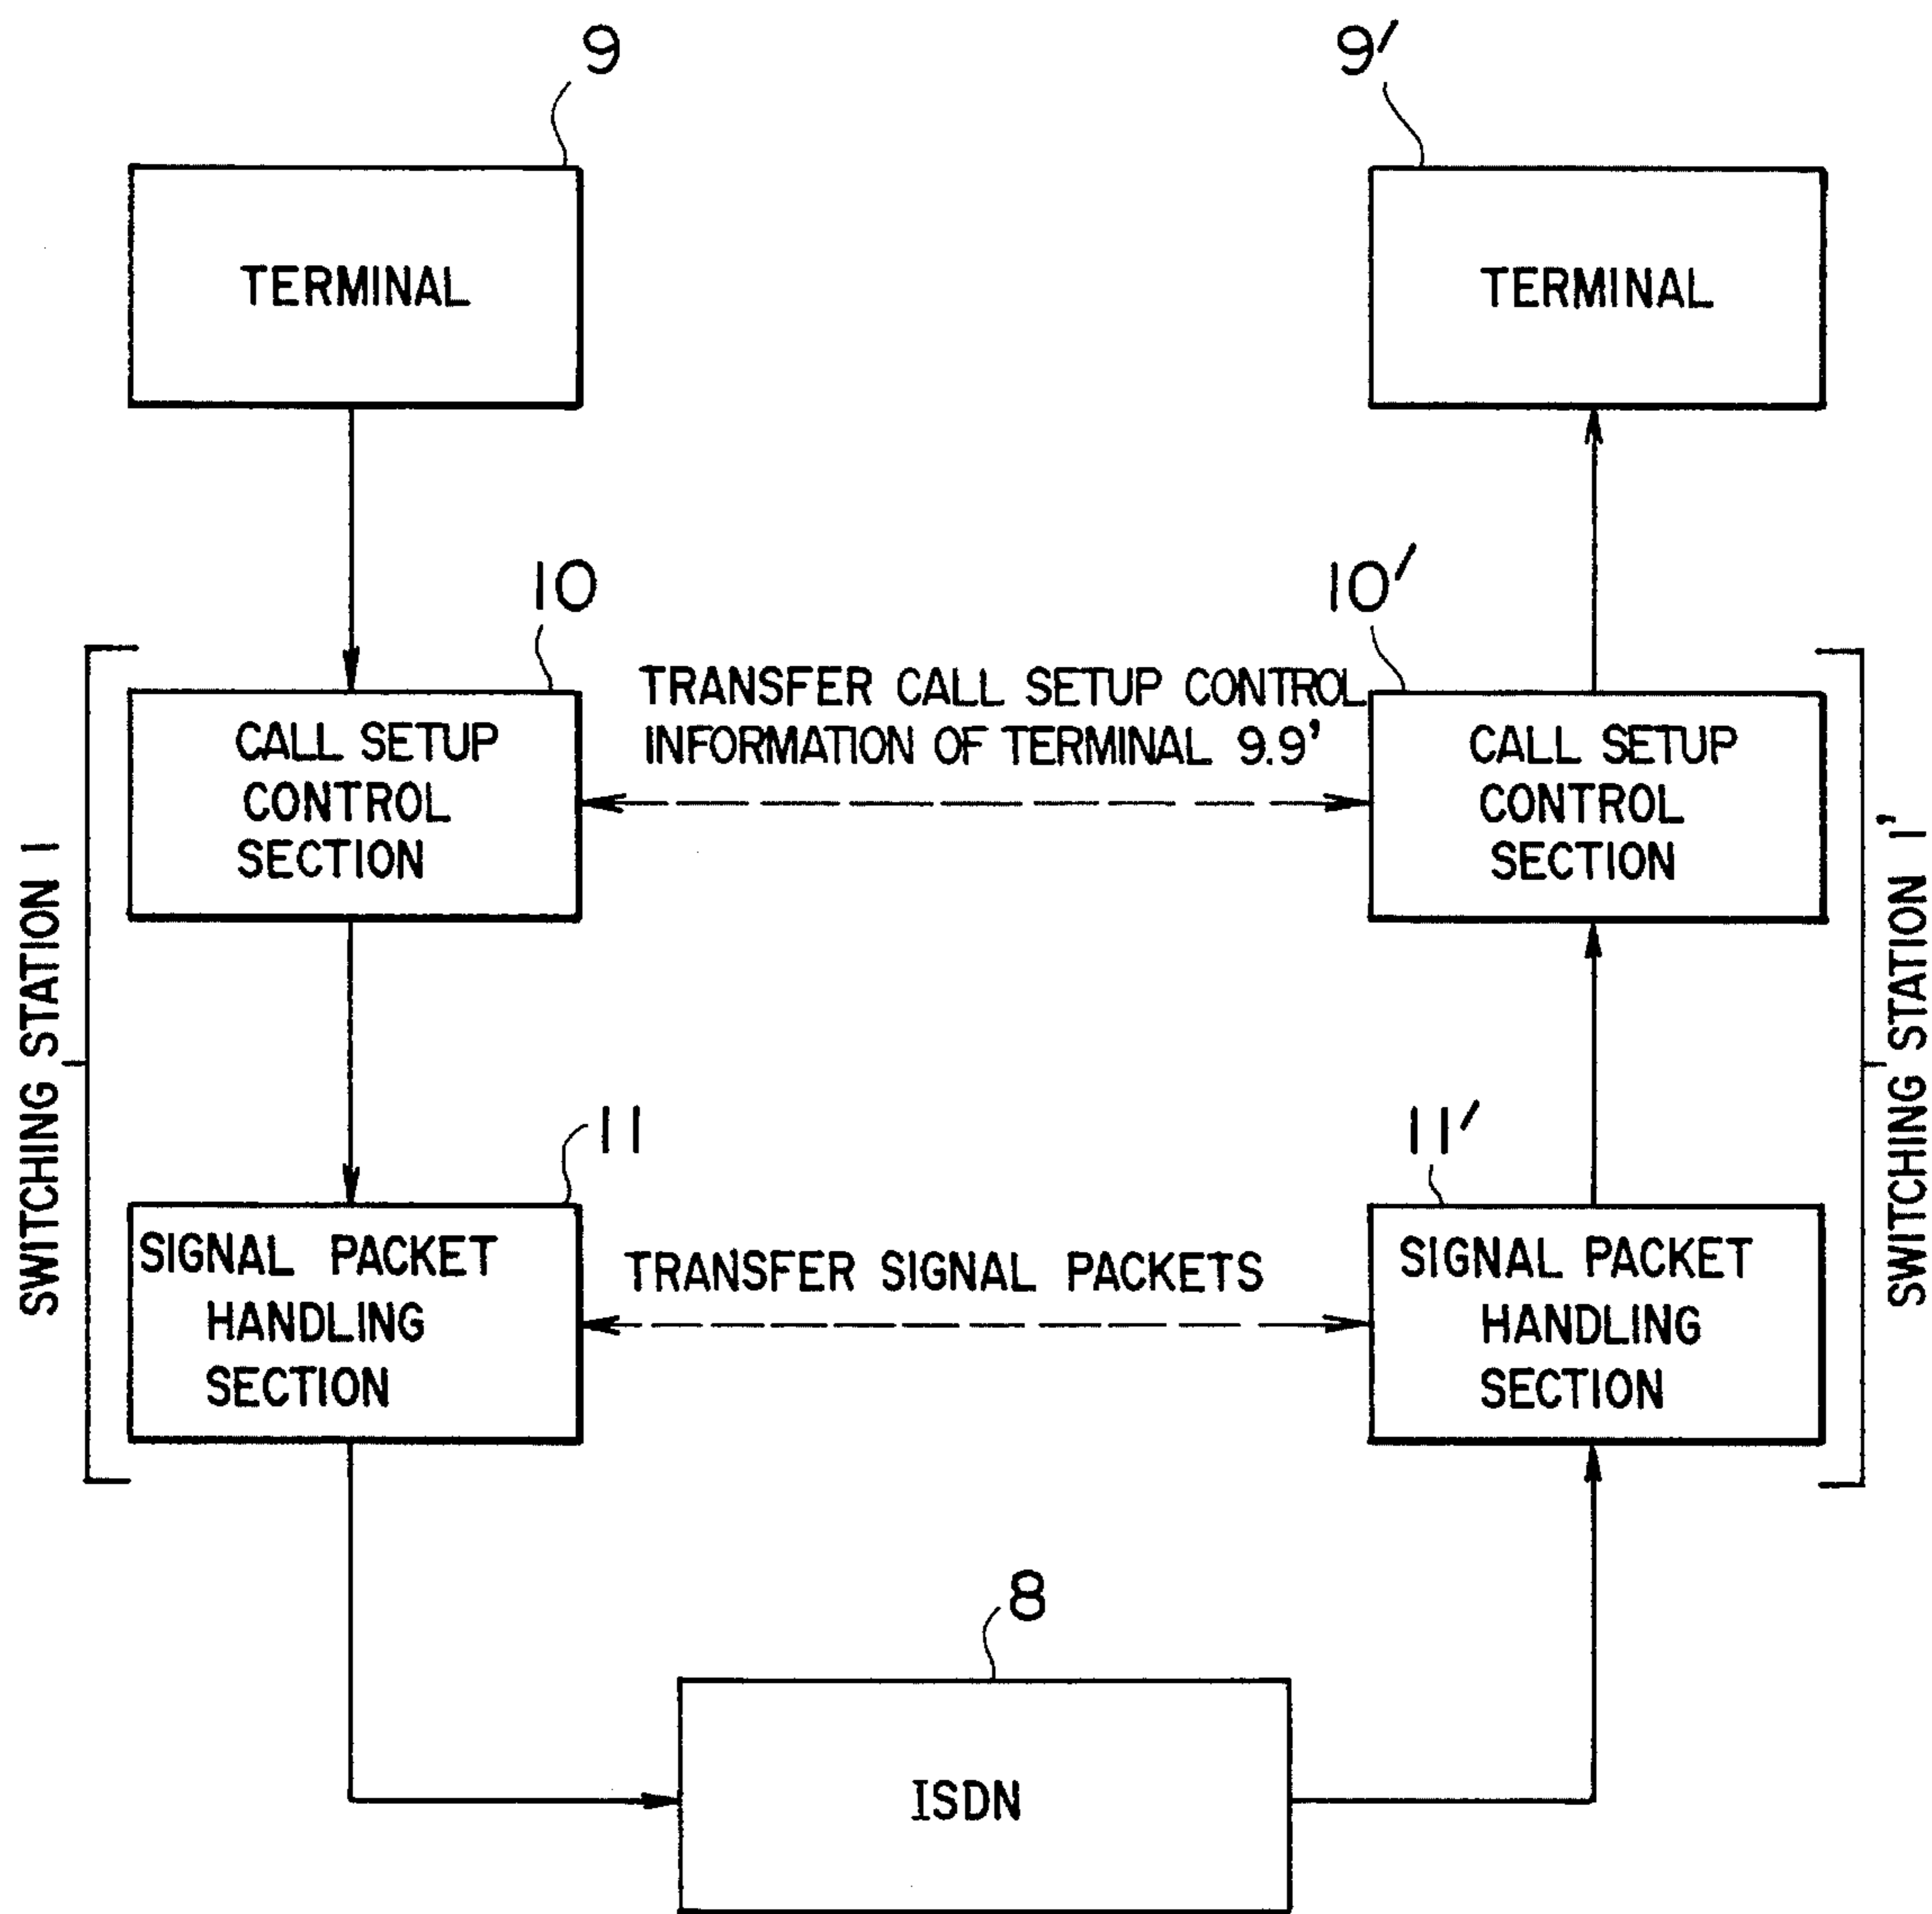 9
9′
TERMINAL
TERMINAL
10
10′
TRANSFER CALL SETUP CONTROL
INFORMATION OF TERMINAL 9.9'
CALL SETUP
CONTROL
SECTION
CALL SETUP
CONTROL
SECTION
SWITCHING STATION 1
SWITCHING STATION 1'
11
11′
SIGNAL PACKET
HANDLING
SECTION
TRANSFER SIGNAL PACKETS
SIGNAL PACKET
HANDLING
SECTION
8
ISDN